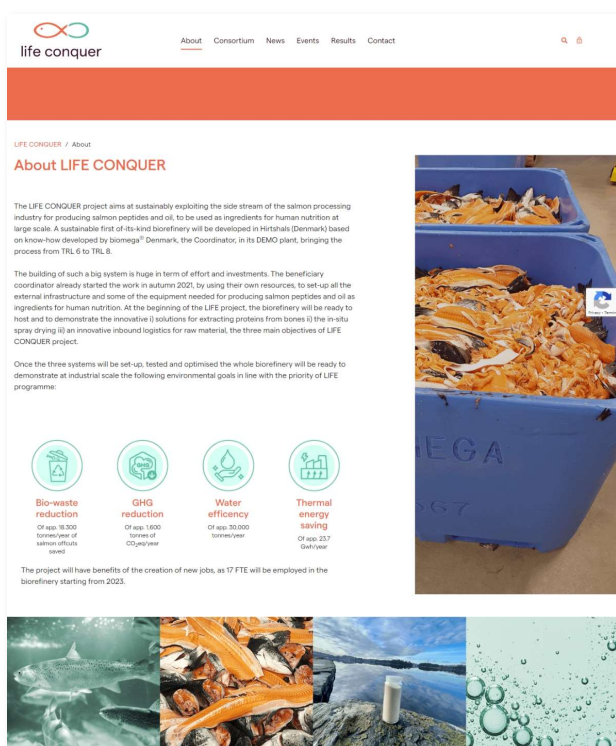 life conquer
About Consortium News Events Results Contact
LIFE CONQUER / About
About LIFE CONQUER
The LIFE CONQUER project aims at sustainably exploiting the side stream of the salmon processing
industry for producing salmon peptides and oil, to be used as ingredients for human nutrition at
large scale. A sustainable first of-its-kind biorefinery will be developed in Hirtshals (Denmark) based
on know-how developed by biomega® Denmark, the Coordinator, in its DEMO plant, bringing the
process from TRL 6 to TRL 8.
The building of such a big system is huge in term of effort and investments. The beneficiary
coordinator already started the work in autumn 2021, by using their own resources, to set-up all the
external infrastructure and some of the equipment needed for producing salmon peptides and oil as
ingredients for human nutrition. At the beginning of the LIFE project, the biorefinery will be ready to
host and to demonstrate the innovative i) solutions for extracting proteins from bones ii) the in-situ
spray drying iii) an innovative inbound logistics for raw material, the three main objectives of LIFE
CONQUER project.
Once the three systems will be set-up, tested and optimised the whole biorefinery will be ready to
demonstrate at industrial scale the following environmental goals in line with the priority of LIFE
programme:
GHG
Bio-waste
reduction
Of app. 18.300
tonnes/year of
salmon offcuts
saved
GHG
reduction
Of app. 1,600
tonnes of
CO₂eq/year
Water
efficency
Of app. 30.000
tonnes/year
Thermal
energy
saving
Of app. 23.7
Gwh/year
The project will have benefits of the creation of new jobs, as 17 FTE will be employed in the
biorefinery starting from 2023.
EGA
567
Privacy - Terms